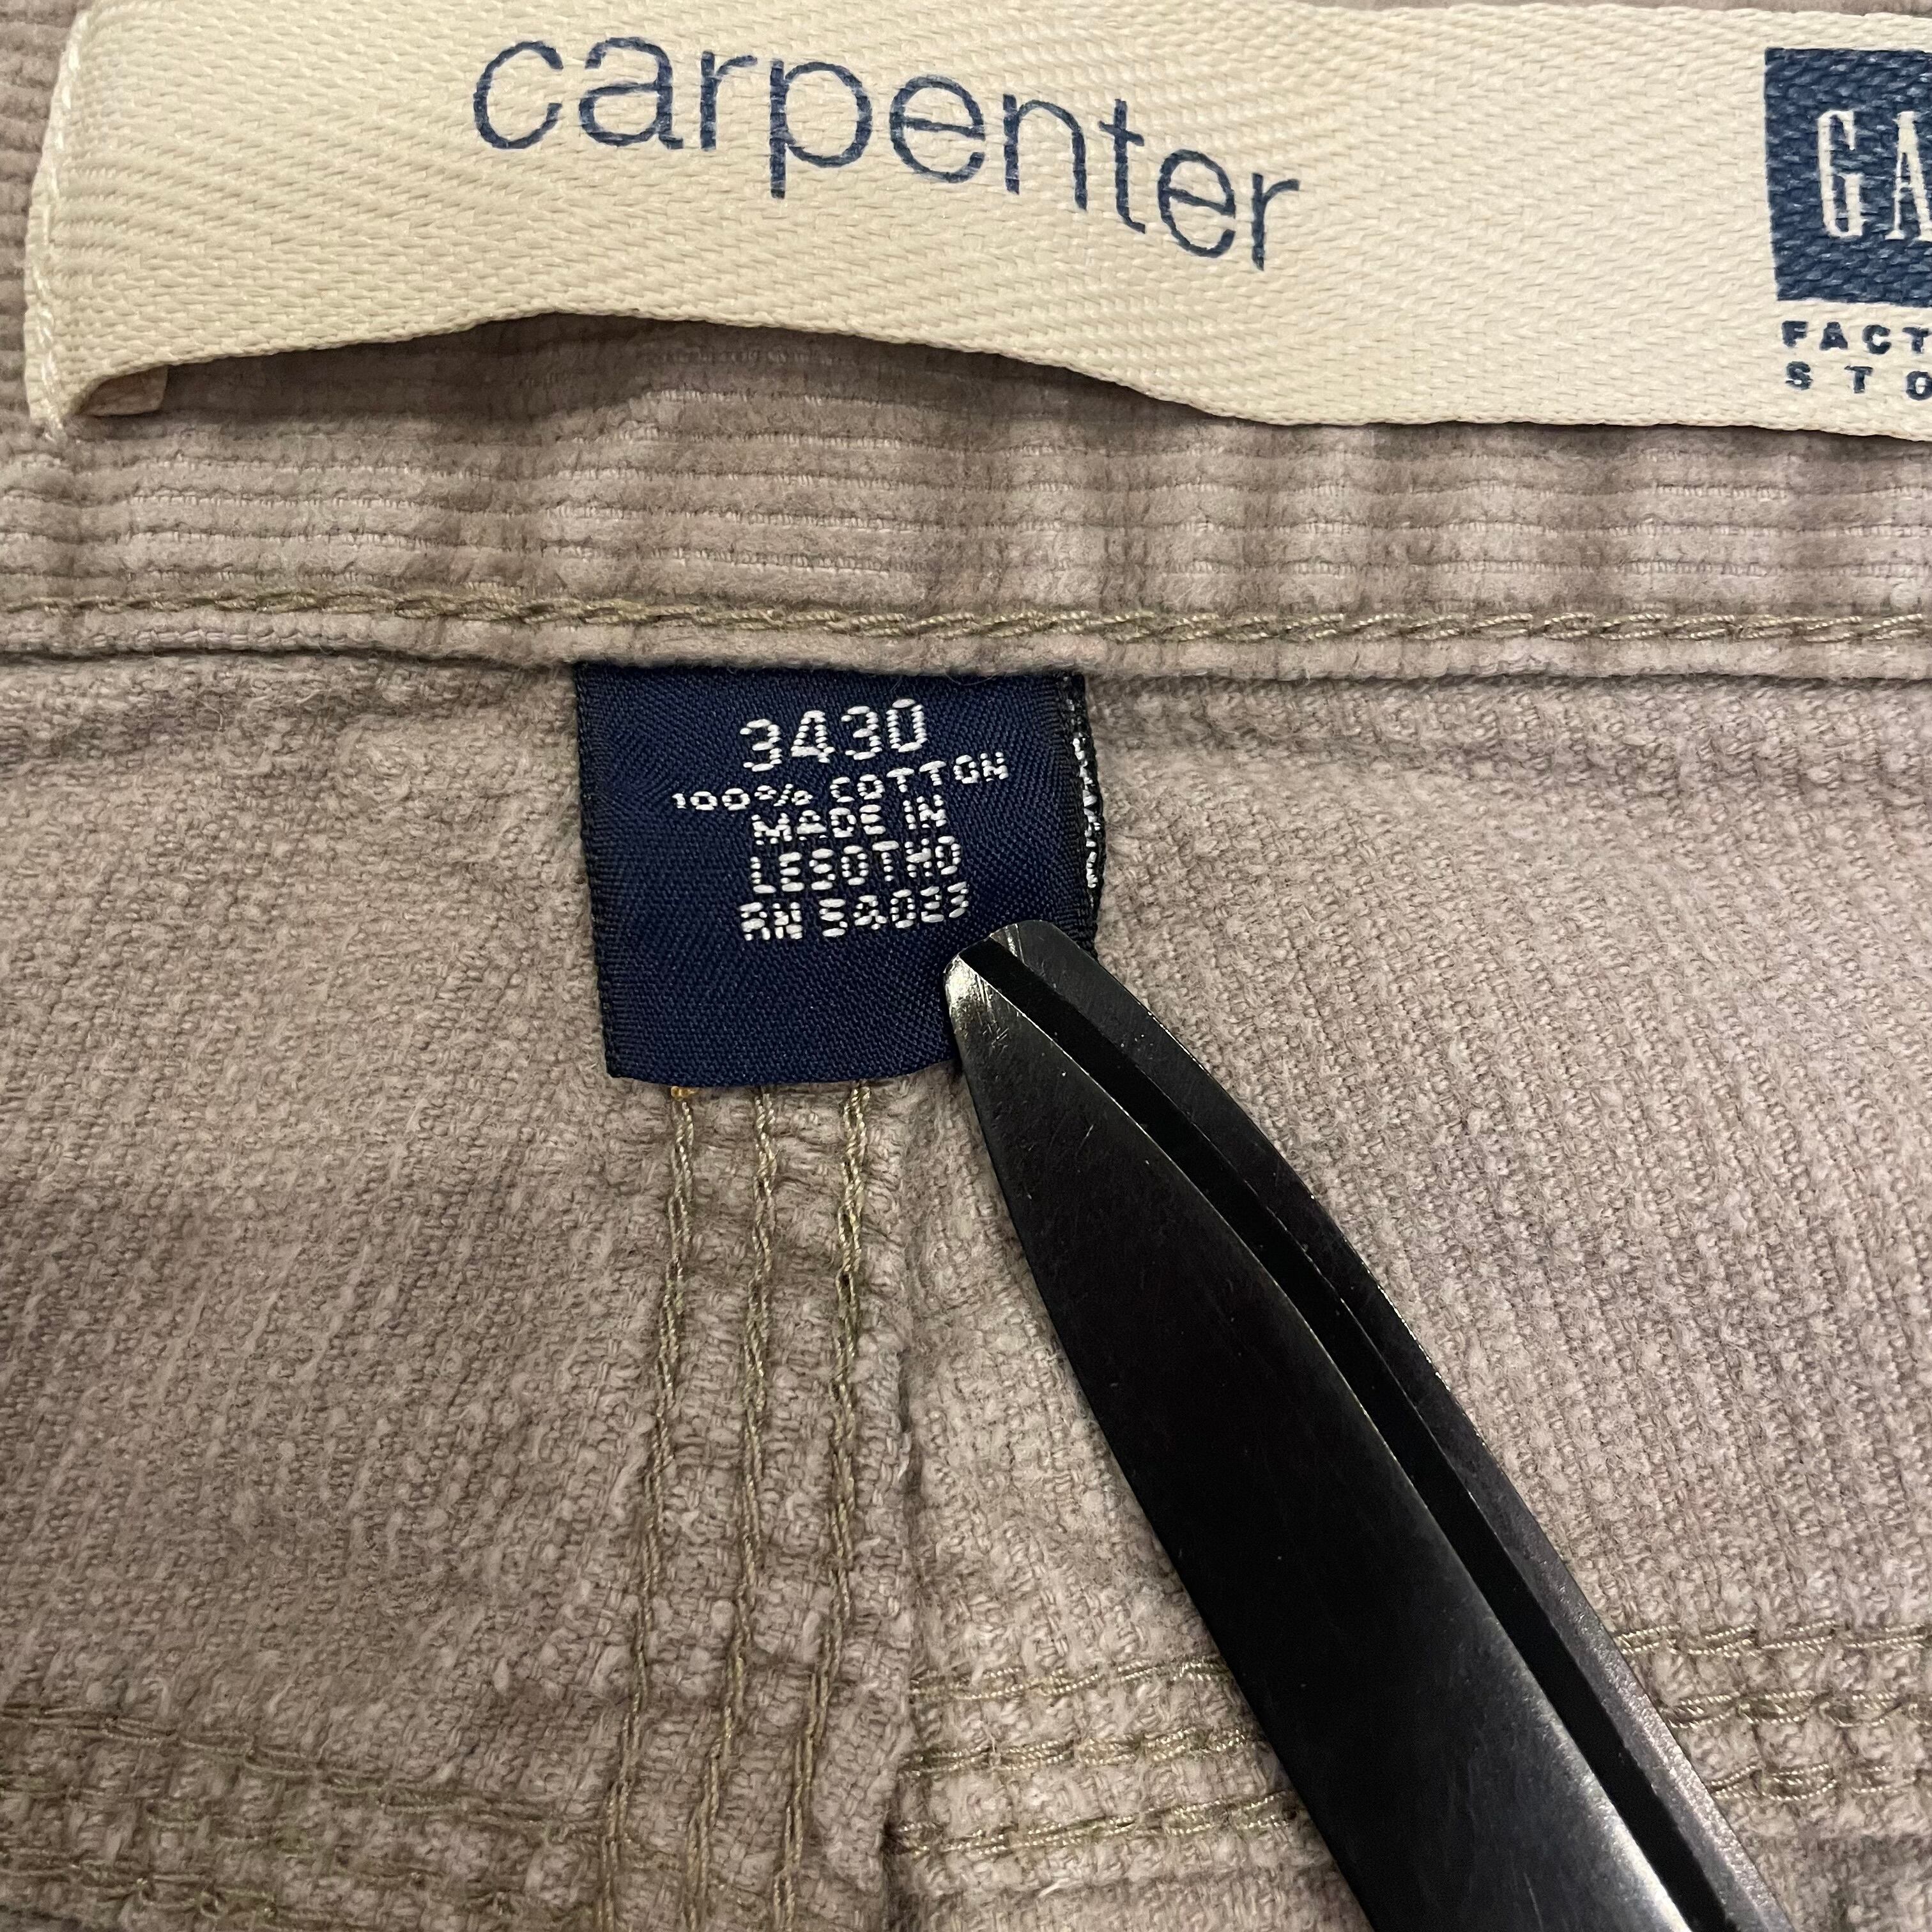 carpenter
GA
FACT
STO
3430
100% COTTON
MADE IN
LESOTHO
RN 54023